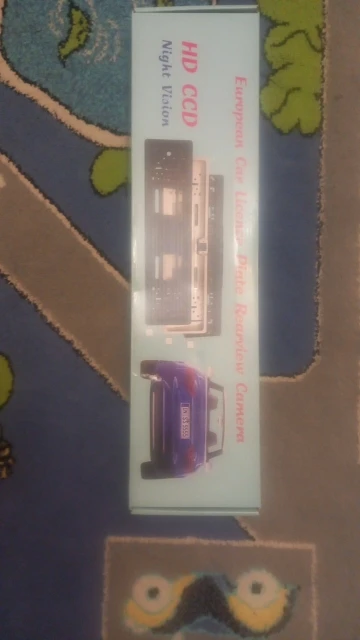 European Car License Plate Rearview Camera
HD CCD
Night Vision